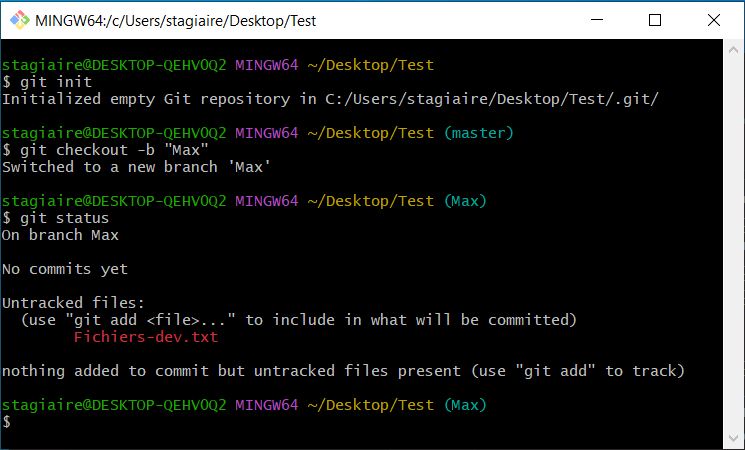 MINGW64:/c/Users/stagiaire/Desktop/Test
stagiaire@DESKTOP-QEHVOQ2 MINGW64 ~/Desktop/Test
$ git init
Initialized empty Git repository in C:/Users/stagiaire/Desktop/Test/.git/
stagiaire@DESKTOP-QEHVOQ2 MINGW64 ~/Desktop/Test (master)
$ git checkout -b "Max"
Switched to a new branch 'Max'
stagiaire@DESKTOP-QEHVOQ2 MINGW64 ~/Desktop/Test (Max)
$ git status
On branch Max
No commits yet
Untracked files:
(use "git add <file>..." to include in what will be committed)
Fichiers-dev.txt
nothing added to commit but untracked files present (use "git add" to track)
stagiaire@DESKTOP-QEHVOQ2 MINGW64 ~/Desktop/Test (Max)
$